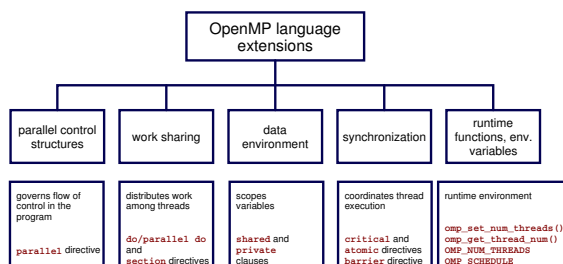 OpenMP language
extensions
parallel control
structures
work sharing
data
environment
synchronization
runtime
functions, env.
variables
governs flow of
control in the
program
parallel directive
distributes work
among threads
do/parallel do
and
section directives
scopes
variables
shared and
private
clauses
coordinates thread
execution
critical and
atomic directives
barrier directive
runtime environment
omp_set_num_threads()
omp_get_thread_num()
OMP_NUM_THREADS
OMP_SCHEDULE